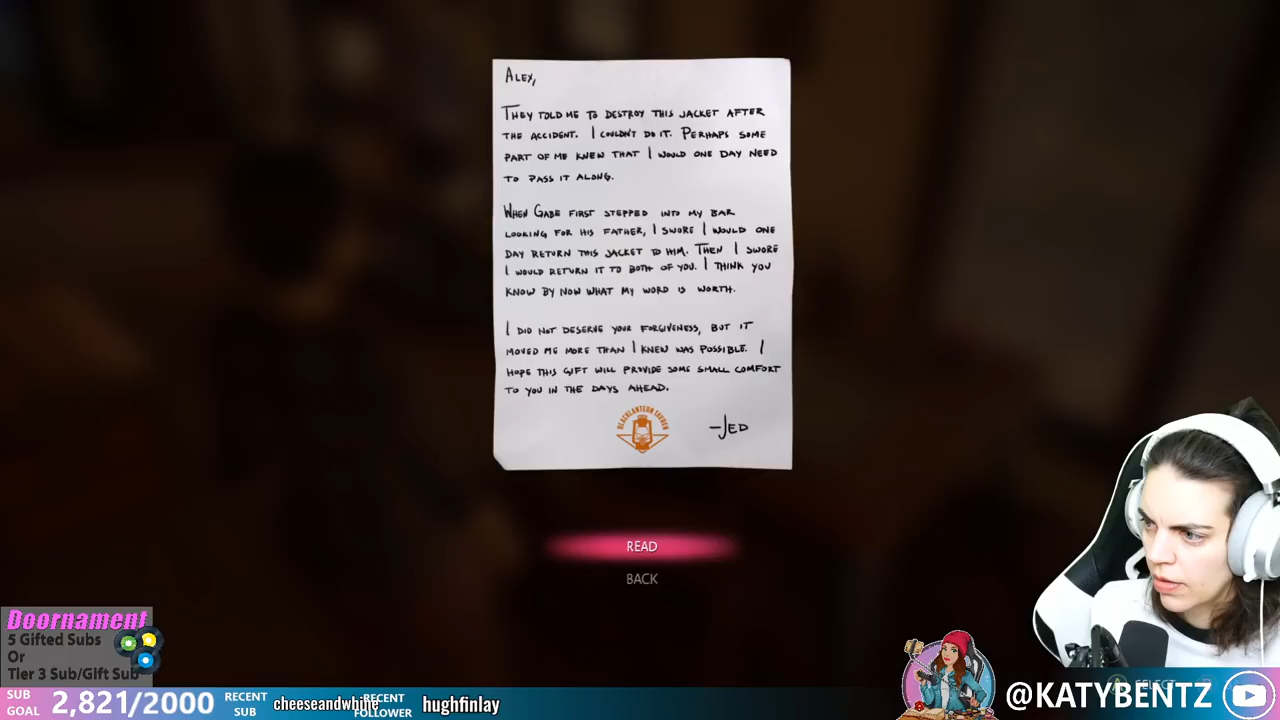 ALEX,
THEY TOLD ME TO DESTROY THIS JACKET AFTER
THE ACCIDENT. I COULDN'T DO IT. PERHAPS SOME
PART OF ME KNEW THAT I WOULD ONE DAY NEED
TO PASS IT ALONG.
WHEN GABE FIRST STEPPED INTO MY BAR
LOOKING FOR HIS FATHER, I SWORE I WOULD ONE
DAY RETURN THIS JACKET TO HIM. THEN I SWORE
I WOULD RETURN IT TO BOTH OF YOU. I THINK YOU
KNOW BY NOW WHAT MY WORD IS WORTH.
I DID NOT DESERVE YOUR FORGIVENESS, BUT IT
MOVED ME MORE THAN I KNEW WAS POSSIBLE. I
HOPE THIS GIFT WILL PROVIDE SOME SMALL COMFORT
TO YOU IN THE DAYS AHEAD.
BLACK LANTERN TAVERN
-JED
READ
BACK
Doornament
5 Gifted Subs
Or
Tier 3 Sub/Gift Sub
SUB GOAL
2,821/2000
RECENT SUB
cheeseandwhine
RECENT FOLLOWER
hughfinlay
@KATYBENTZ
SELECT